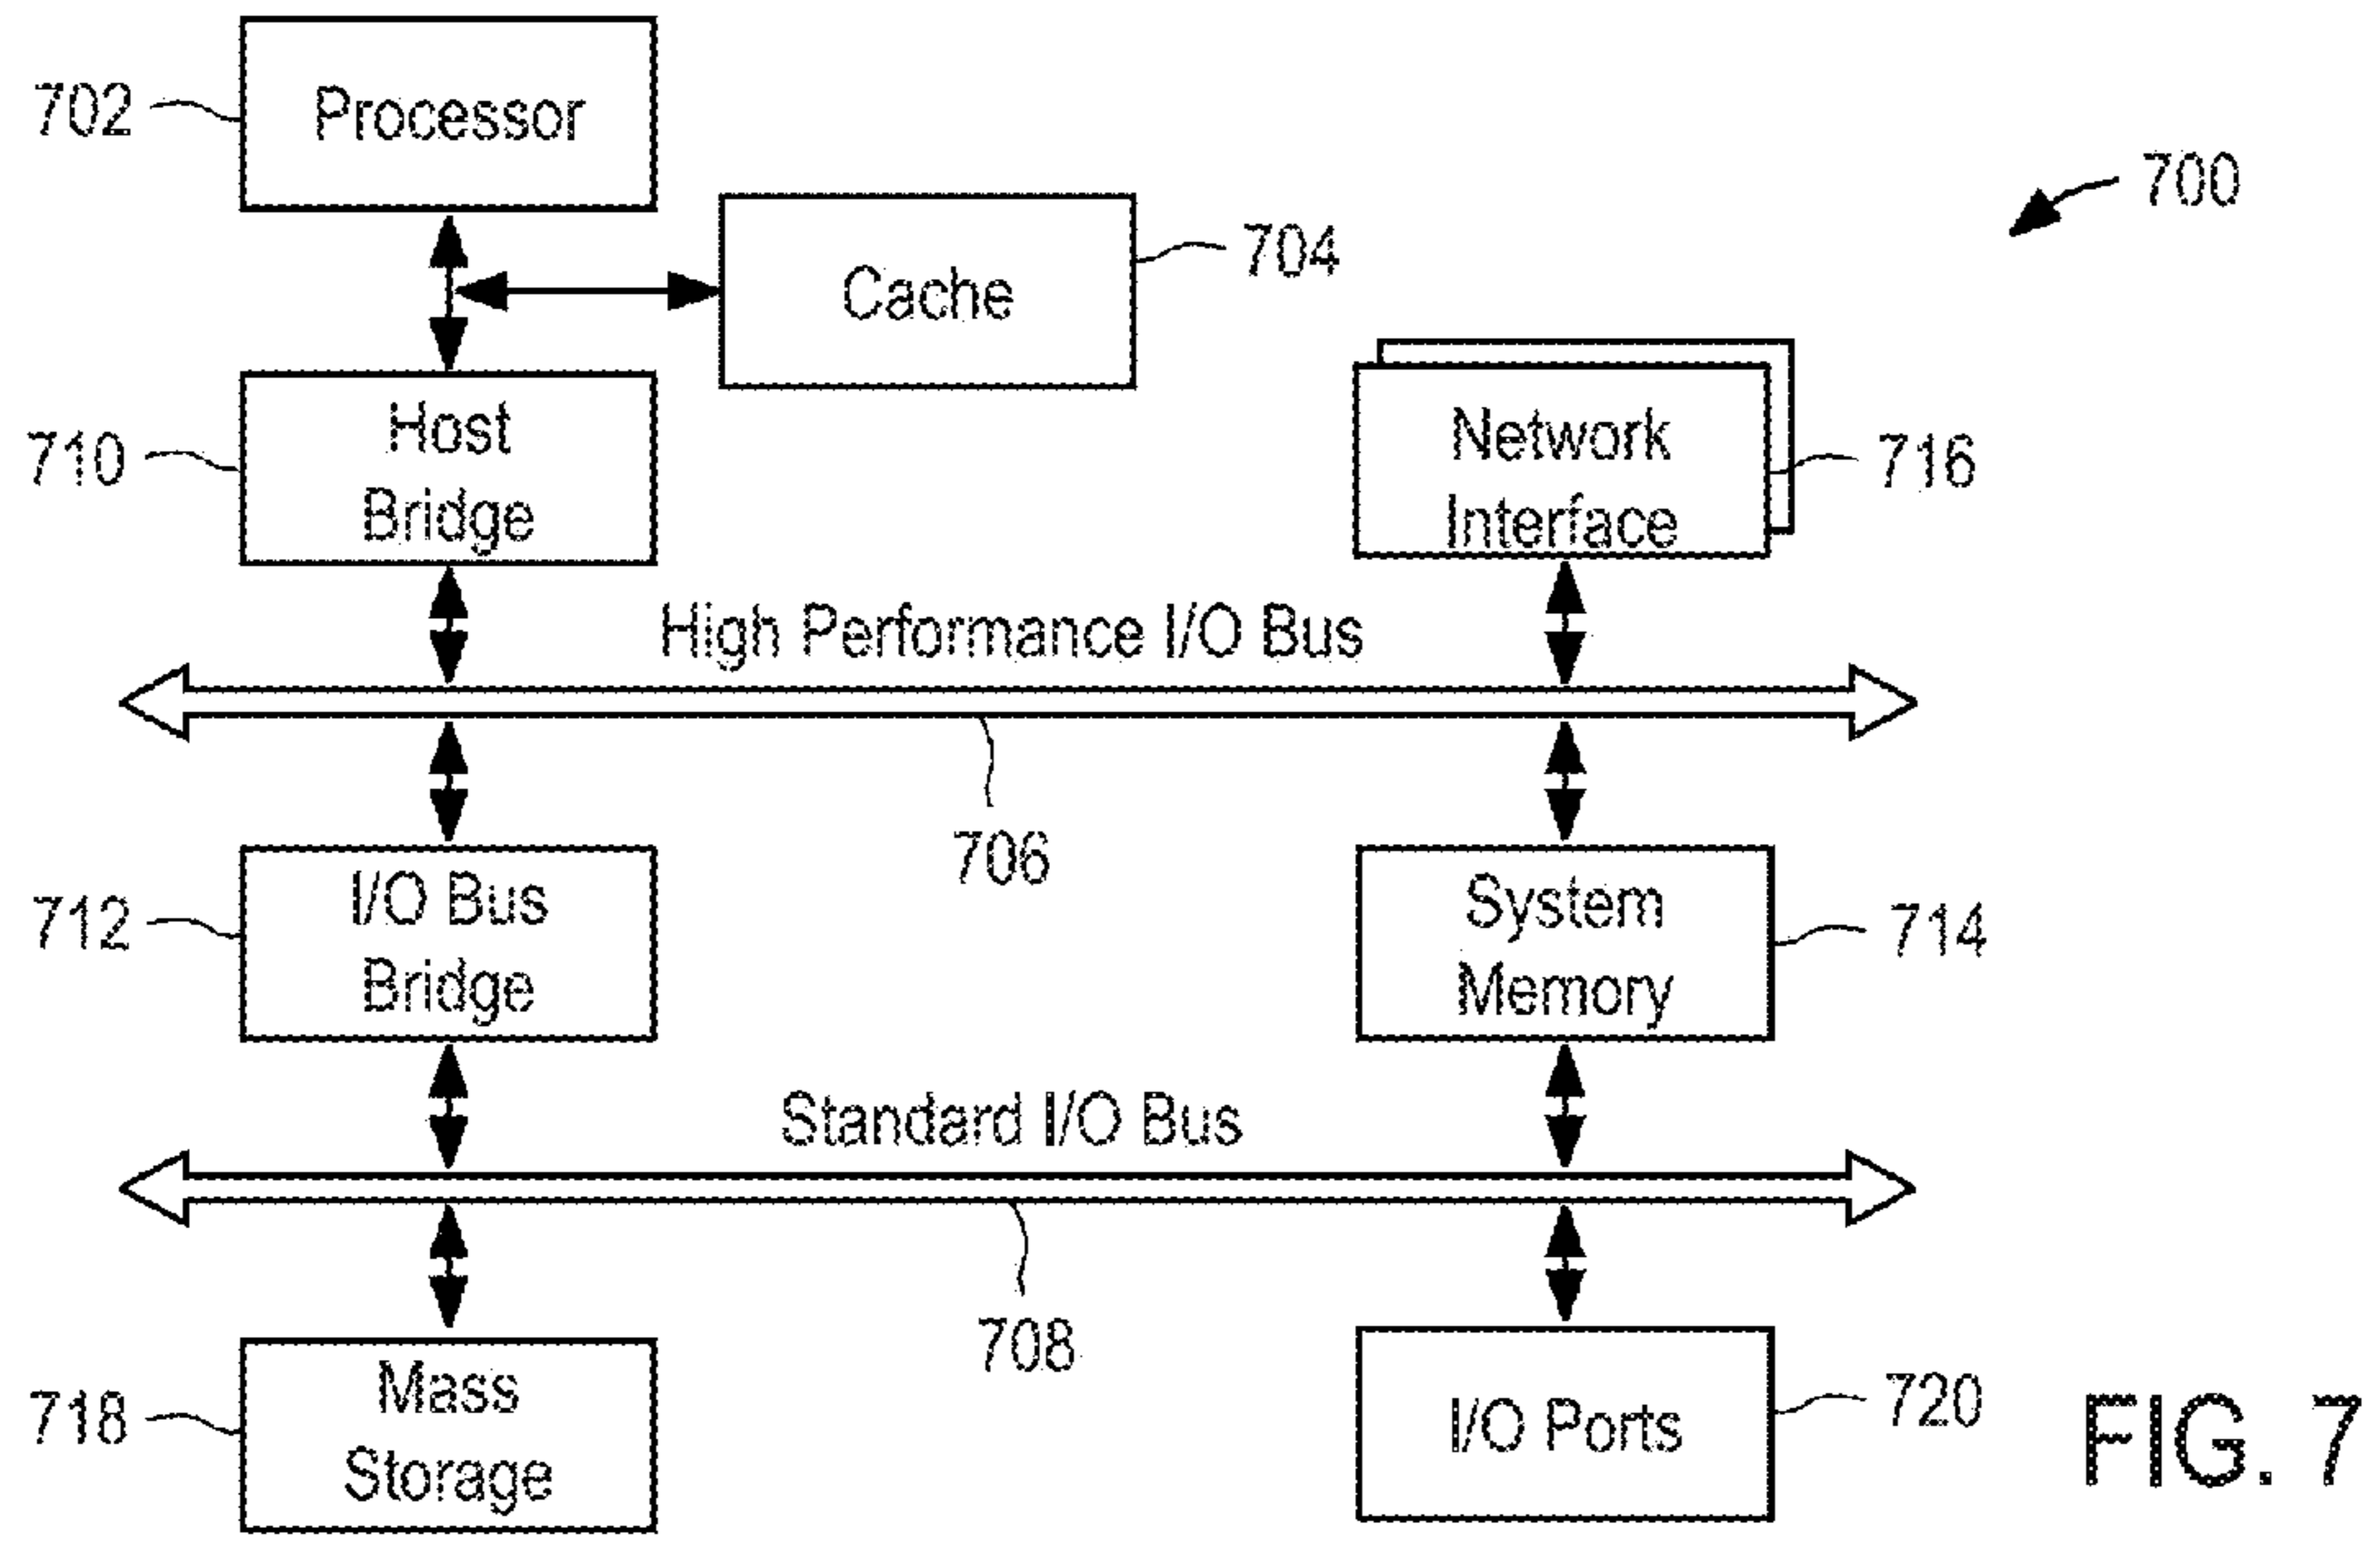 702
Processor
700
704
Cache
710
Host
Bridge
Network
Interface
716
High Performance I/O Bus
706
712
I/O Bus
Bridge
System
Memory
714
Standard I/O Bus
708
718
Mass
Storage
I/O Ports
720
FIG. 7